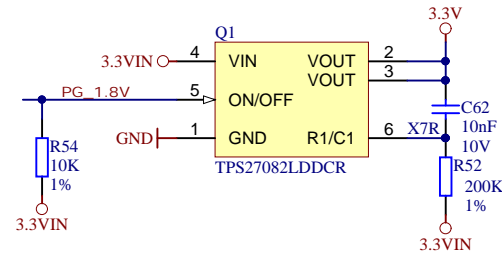 Q1
3.3V
3.3VIN 4 VIN VOUT 2
VOUT 3
PG_1.8V 5 ON/OFF
C62
10nF
10V
GND 1 GND R1/C1 6 X7R
R54
10K
1%
TPS27082LDDCR
R52
200K
1%
3.3VIN
3.3VIN